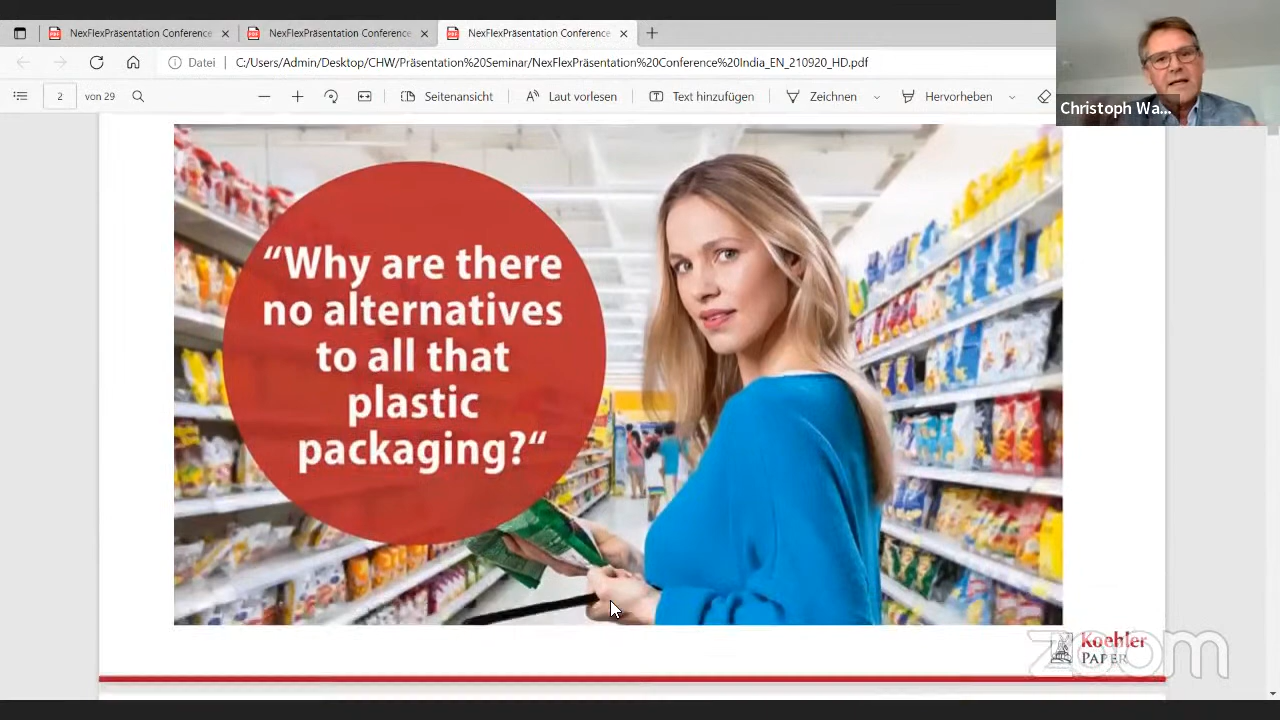 NexFlexPräsentation Conference
NexFlexPräsentation Conference
NexFlexPräsentation Conference
Datei
C:/Users/Admin/Desktop/CHW/Präsentation%20Seminar/NexFlexPräsentation%20Conference%20India_EN_210920_HD.pdf
2
von 29
Seitenansicht
Laut vorlesen
Text hinzufügen
Zeichnen
Hervorheben
Christoph Wa...
“Why are there
no alternatives
to all that
plastic
packaging?“
Koehler
PAPER
zoom